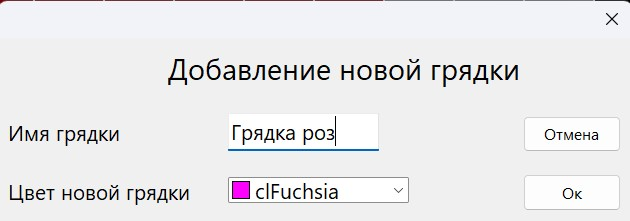 Добавление новой грядки
Имя грядки
Грядка роз
Отмена
Цвет новой грядки
clFuchsia
Ок